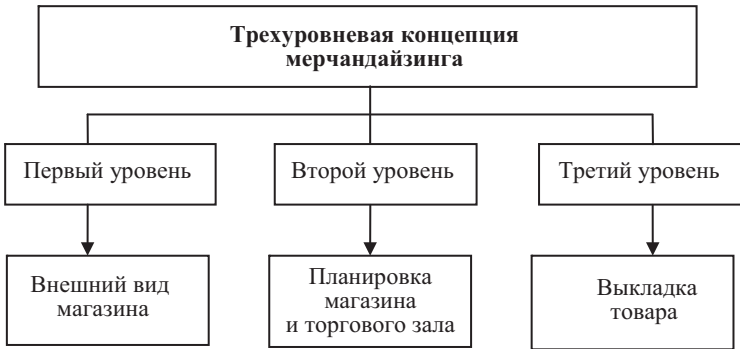 Трехуровневая концепция
мерчандайзинга
Первый уровень
Второй уровень
Третий уровень
Внешний вид
магазина
Планировка
магазина
и торгового зала
Выкладка
товара